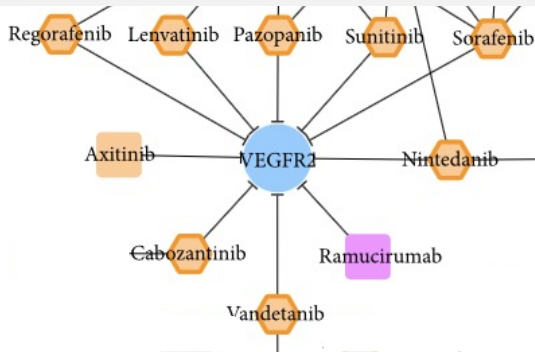 Regorafenib Lenvatinib Pazopanib Sunitinib Sorafenib
Axitinib VEGFR2 Nintedanib
Cabozantinib Ramucirumab
Vandetanib